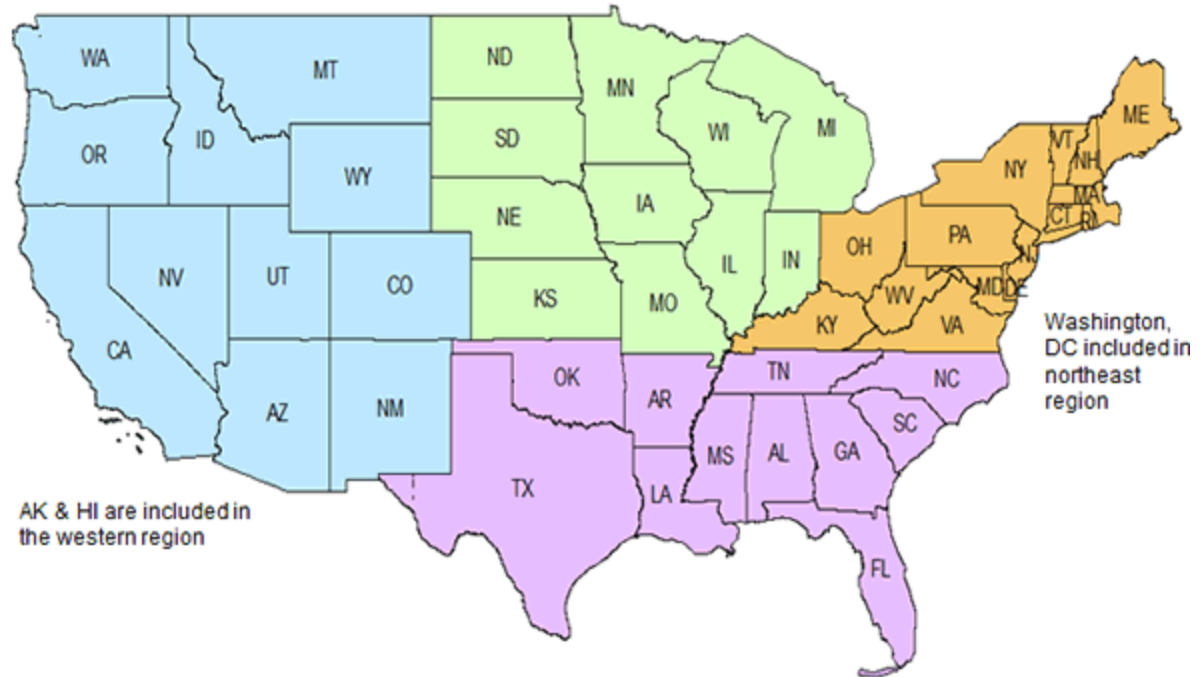 WA
MT
ND
MN
OR
ID
SD
WI
MI
ME
VT
NH
NY
WY
MA
NE
IA
CT
RI
PA
NV
UT
CO
KS
MO
IL
IN
OH
NJ
MD
DE
WV
KY
VA
CA
AZ
NM
OK
AR
TN
NC
SC
TX
LA
MS
AL
GA
FL
Washington,
DC included in
northeast
region
AK & HI are included in
the western region